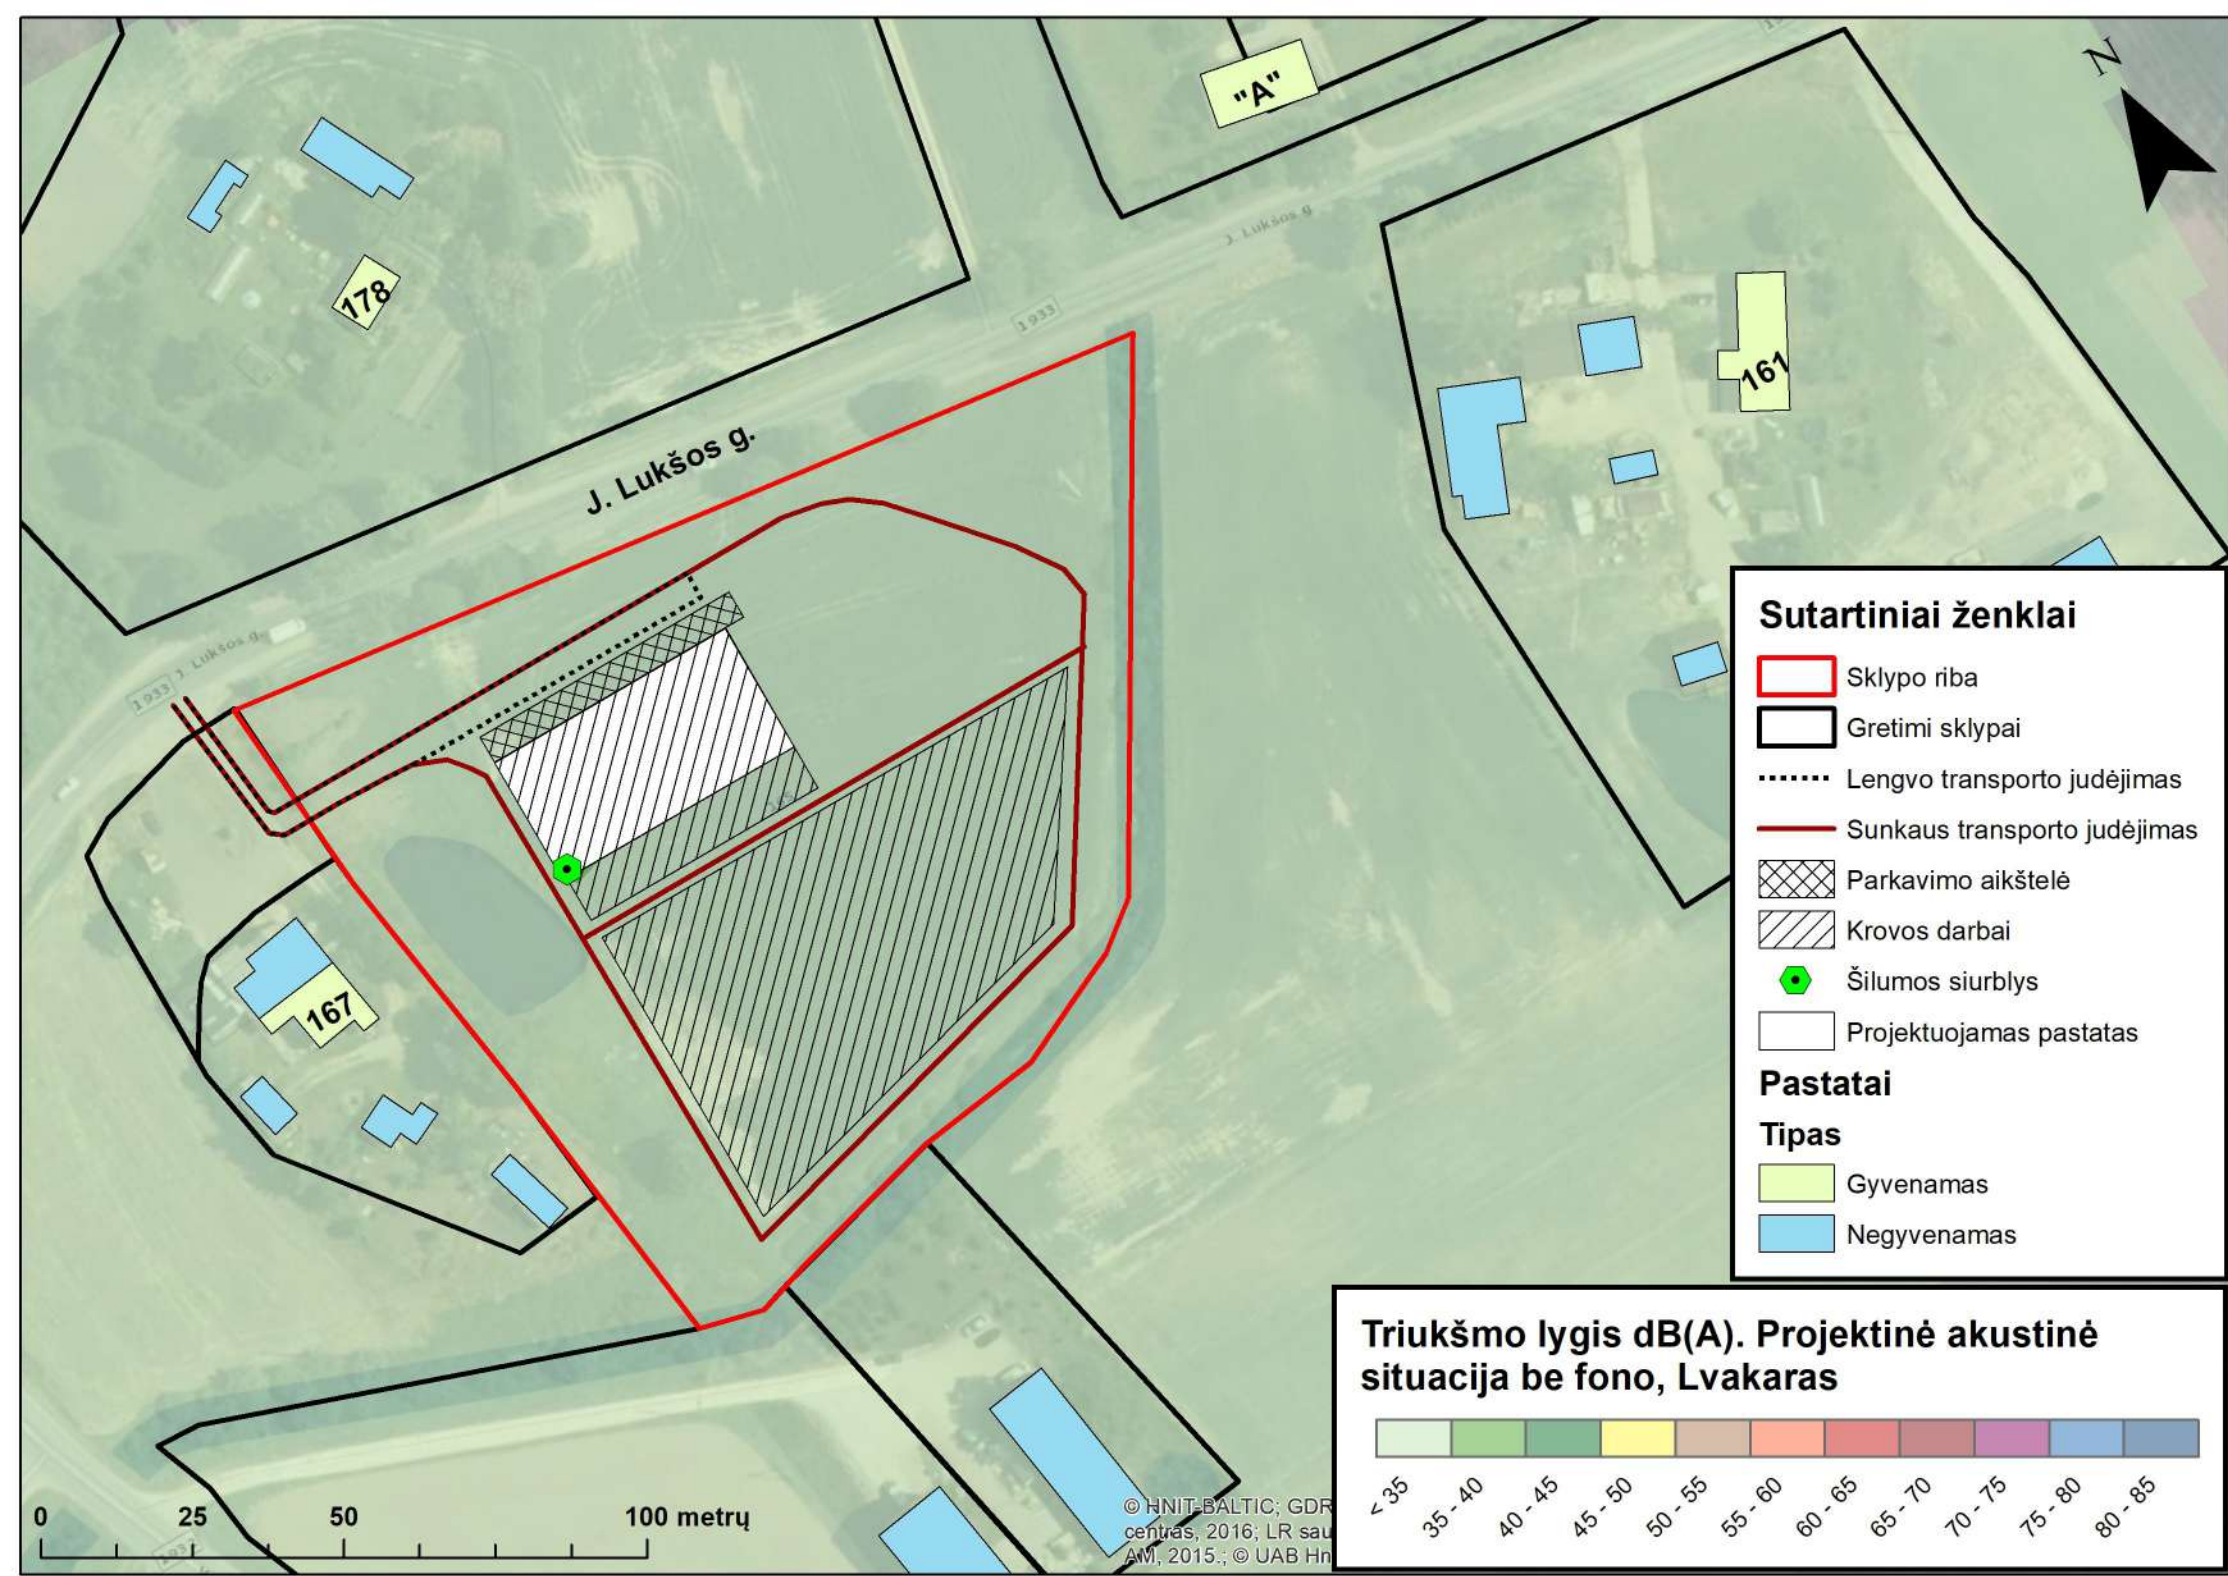 "A"
N
178
J. Lukšos g.
1933
161
J. Lukšos g.
J. Lukšos g.
1933
167
Sutartiniai ženklai
Sklypo riba
Gretimi sklypai
Lengvo transporto judėjimas
Sunkaus transporto judėjimas
Parkavimo aikštelė
Krovos darbai
Šilumos siurblys
Projektuojamas pastatas
Pastatai
Tipas
Gyvenamas
Negyvenamas
Triukšmo lygis dB(A). Projektinė akustinė
situacija be fono, Lvakaras
< 35
35 - 40
40 - 45
45 - 50
50 - 55
55 - 60
60 - 65
65 - 70
70 - 75
75 - 80
80 - 85
0 25 50 100 metrų
© HNIT-BALTIC; GDR
centras, 2016; LR sau
AM, 2015.; © UAB Hn